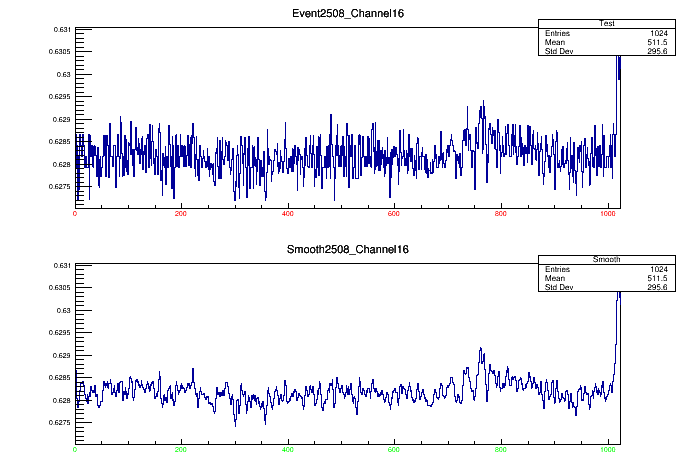 Event2508_Channel16
Test
Entries 1024
Mean 511.5
Std Dev 295.6
0.631
0.6305
0.63
0.6295
0.629
0.6285
0.628
0.6275
0 200 400 600 800 1000
Smooth2508_Channel16
Smooth
Entries 1024
Mean 511.5
Std Dev 295.6
0.631
0.6305
0.63
0.6295
0.629
0.6285
0.628
0.6275
0 200 400 600 800 1000